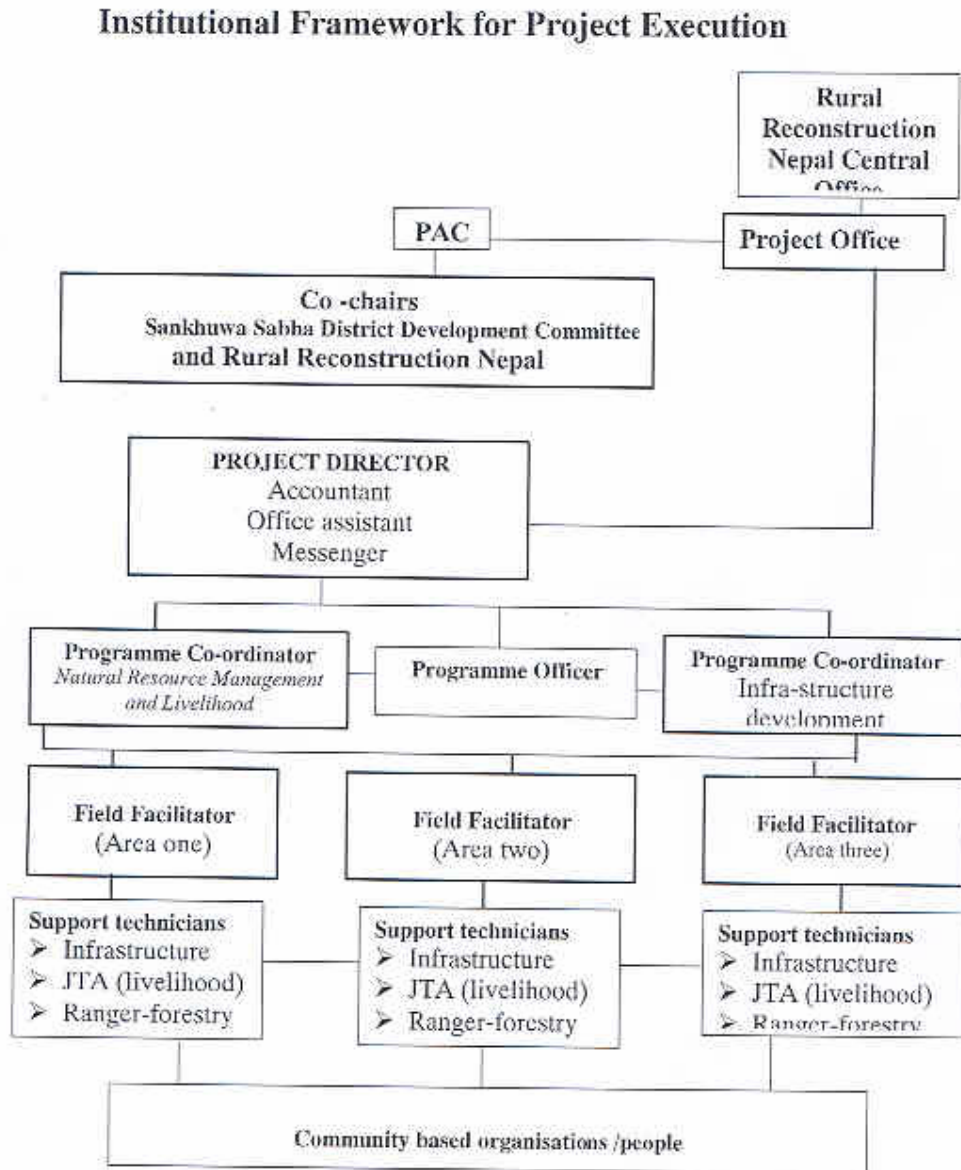 Institutional Framework for Project Execution
Rural
Reconstruction
Nepal Central
Office
PAC
Project Office
Co -chairs
Sankhuwa Sabha District Development Committee
and Rural Reconstruction Nepal
PROJECT DIRECTOR
Accountant
Office assistant
Messenger
Programme Co-ordinator
Natural Resource Management
and Livelihood
Programme Officer
Programme Co-ordinator
Infra-structure
development
Field Facilitator
(Area one)
Field Facilitator
(Area two)
Field Facilitator
(Area three)
Support technicians
➢ Infrastructure
➢ JTA (livelihood)
➢ Ranger-forestry
Support technicians
➢ Infrastructure
➢ JTA (livelihood)
➢ Ranger-forestry
Support technicians
➢ Infrastructure
➢ JTA (livelihood)
➢ Ranger-forestry
Community based organisations /people